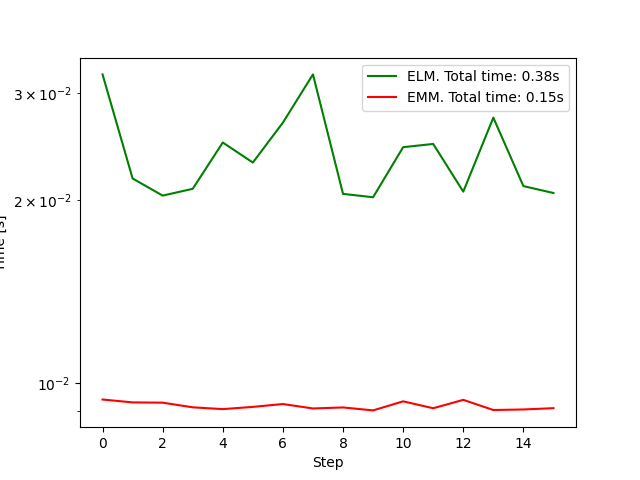 ELM. Total time: 0.38s
EMM. Total time: 0.15s
3 × 10⁻²
2 × 10⁻²
10⁻²
0 2 4 6 8 10 12 14
Step